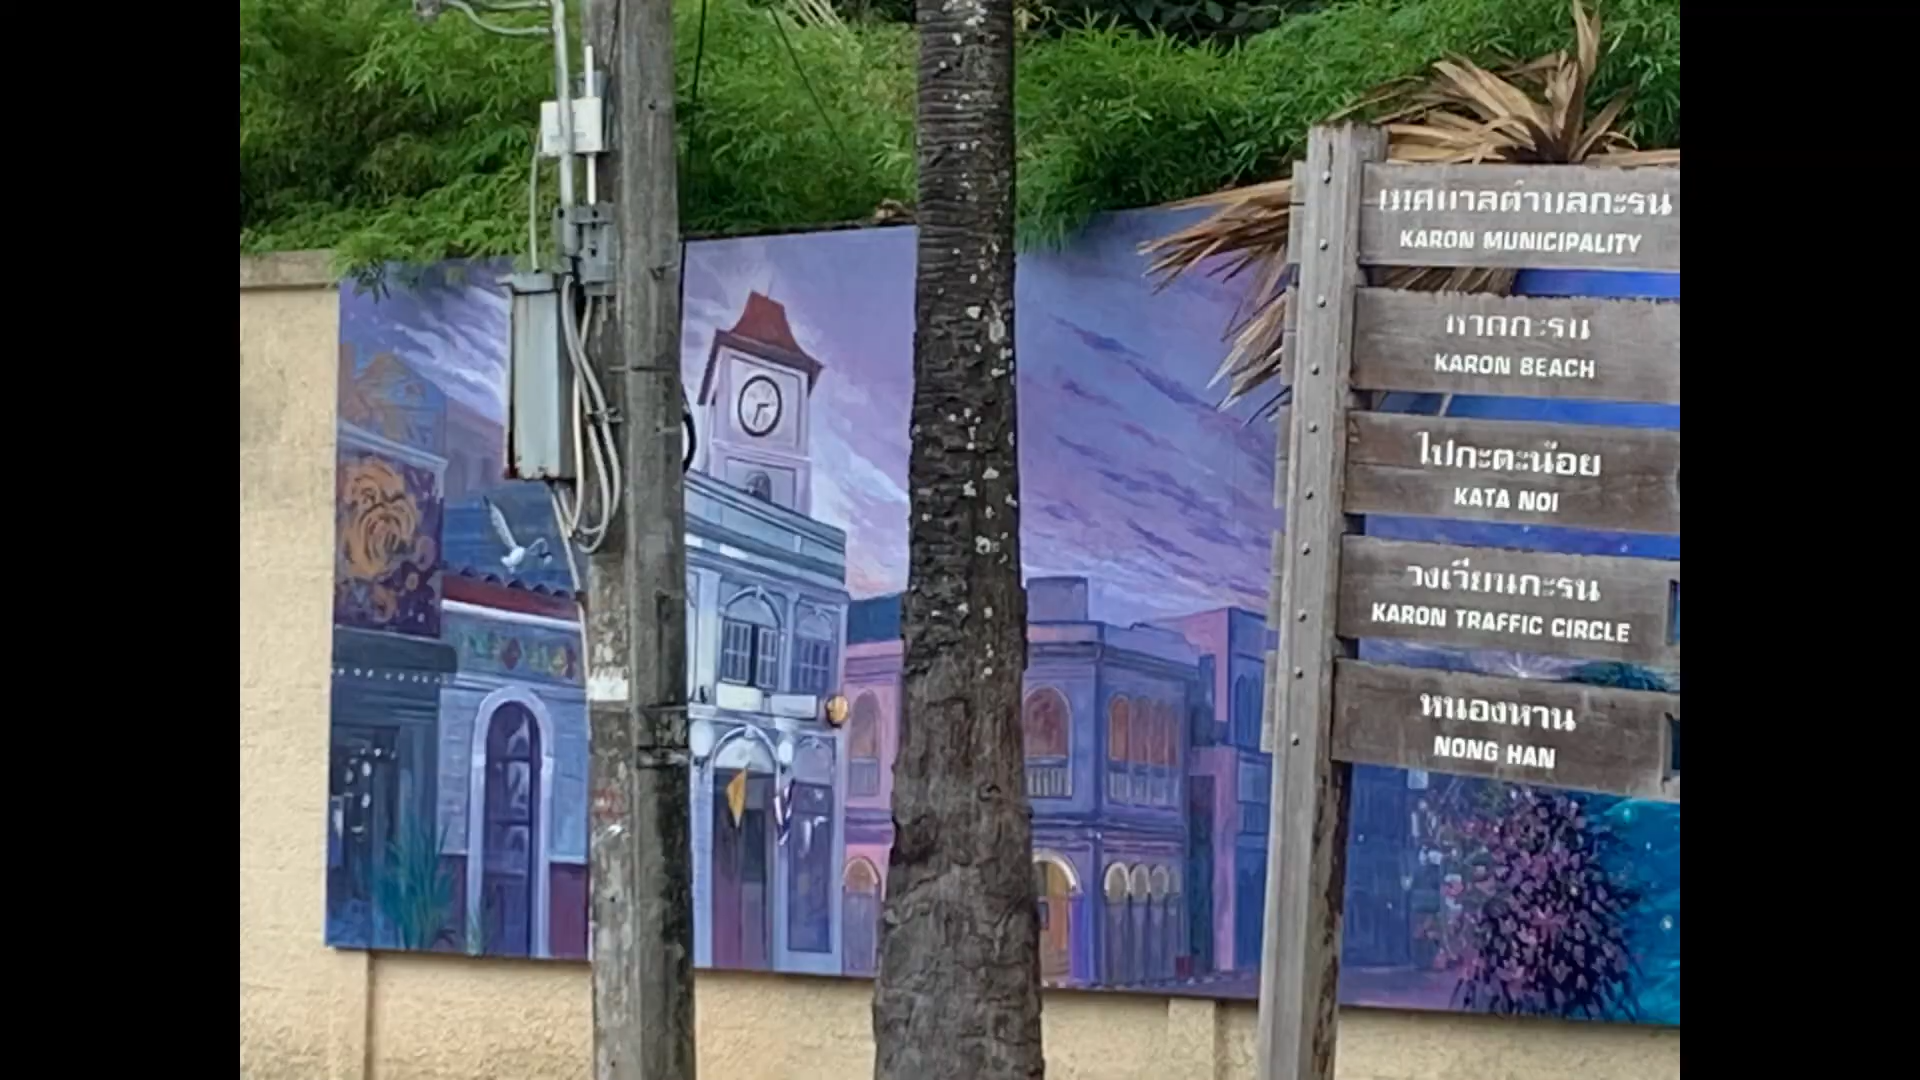 เทศบาลตำบลกะรน
KARON MUNICIPALITY
หาดกะรน
KARON BEACH
ไปกะตะน้อย
KATA NOI
วงเวียนกะรน
KARON TRAFFIC CIRCLE
หนองหาน
NONG HAN